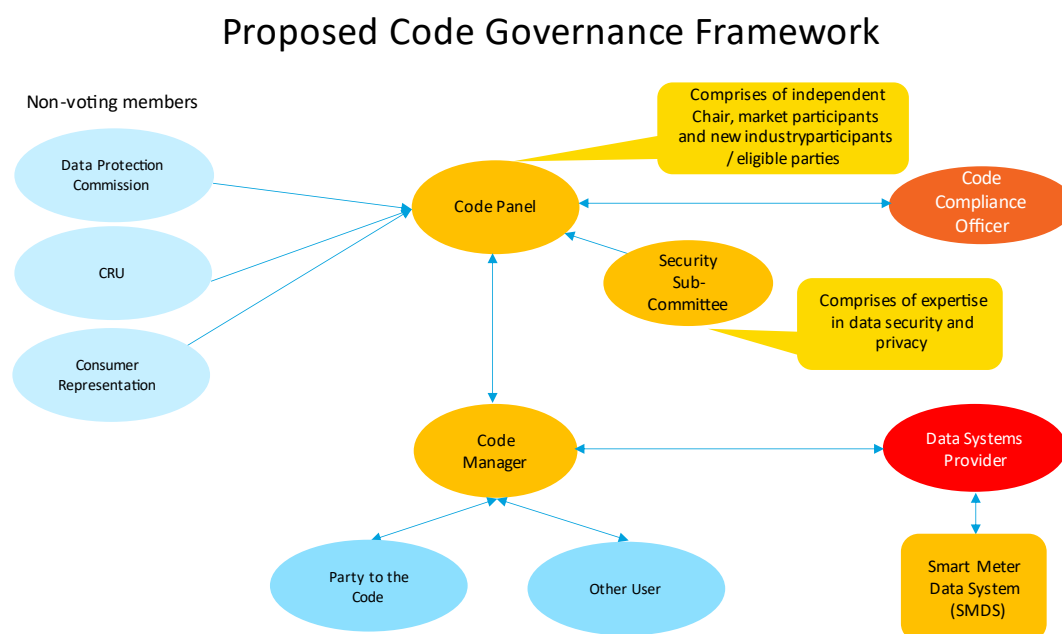 Proposed Code Governance Framework
Non-voting members
Comprises of independent
Chair, market participants
and new industryparticipants
/ eligible parties
Data Protection
Commission
Code Panel
Code
Compliance
Officer
CRU
Security
Sub-
Committee
Comprises of expertise
in data security and
privacy
Consumer
Representation
Code
Manager
Data Systems
Provider
Party to the
Code
Other User
Smart Meter
Data System
(SMDS)